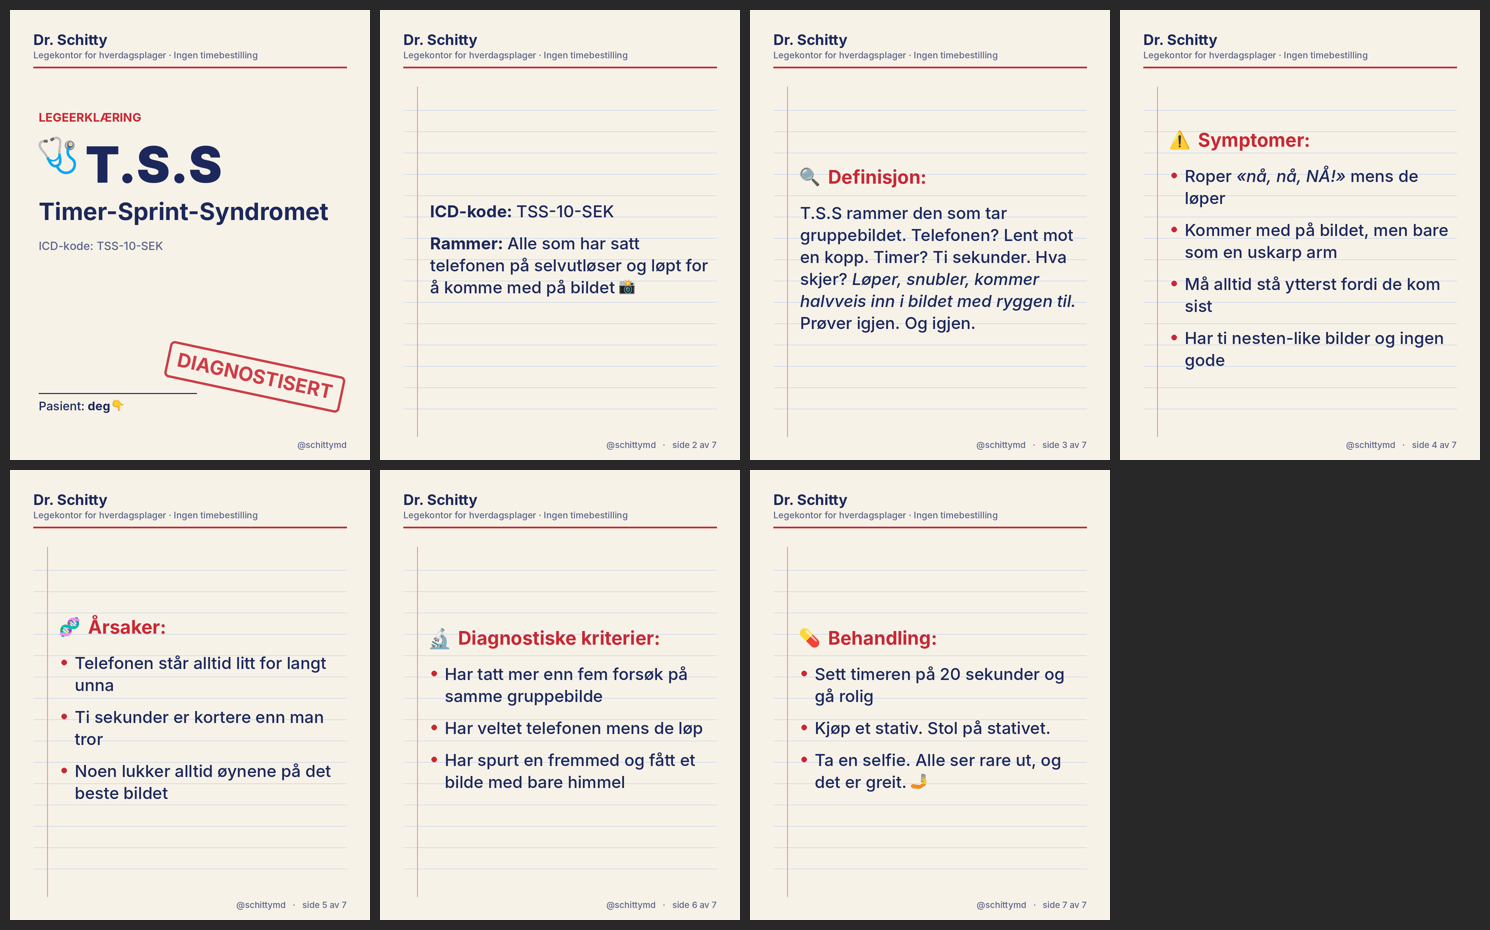 Dr. Schitty
Legekontor for hverdagsplager · Ingen timebestilling
LEGEERKLÆRING
🩺 T.S.S
Timer-Sprint-Syndromet
ICD-kode: TSS-10-SEK
DIAGNOSTISERT
Pasient: deg👇
@schittymd
Dr. Schitty
Legekontor for hverdagsplager · Ingen timebestilling
ICD-kode: TSS-10-SEK
Rammer: Alle som har satt
telefonen på selvutløser og løpt for
å komme med på bildet 📸
@schittymd · side 2 av 7
Dr. Schitty
Legekontor for hverdagsplager · Ingen timebestilling
🔍 Definisjon:
T.S.S rammer den som tar
gruppebildet. Telefonen? Lent mot
en kopp. Timer? Ti sekunder. Hva
skjer? Løper, snubler, kommer
halvveis inn i bildet med ryggen til.
Prøver igjen. Og igjen.
@schittymd · side 3 av 7
Dr. Schitty
Legekontor for hverdagsplager · Ingen timebestilling
⚠️ Symptomer:
• Roper «nå, nå, NÅ!» mens de
løper
• Kommer med på bildet, men bare
som en uskarp arm
• Må alltid stå ytterst fordi de kom
sist
• Har ti nesten-like bilder og ingen
gode
@schittymd · side 4 av 7
Dr. Schitty
Legekontor for hverdagsplager · Ingen timebestilling
🧬 Årsaker:
• Telefonen står alltid litt for langt
unna
• Ti sekunder er kortere enn man
tror
• Noen lukker alltid øynene på det
beste bildet
@schittymd · side 5 av 7
Dr. Schitty
Legekontor for hverdagsplager · Ingen timebestilling
🔬 Diagnostiske kriterier:
• Har tatt mer enn fem forsøk på
samme gruppebilde
• Har veltet telefonen mens de løp
• Har spurt en fremmed og fått et
bilde med bare himmel
@schittymd · side 6 av 7
Dr. Schitty
Legekontor for hverdagsplager · Ingen timebestilling
💊 Behandling:
• Sett timeren på 20 sekunder og
gå rolig
• Kjøp et stativ. Stol på stativet.
• Ta en selfie. Alle ser rare ut, og
det er greit. 🤳
@schittymd · side 7 av 7